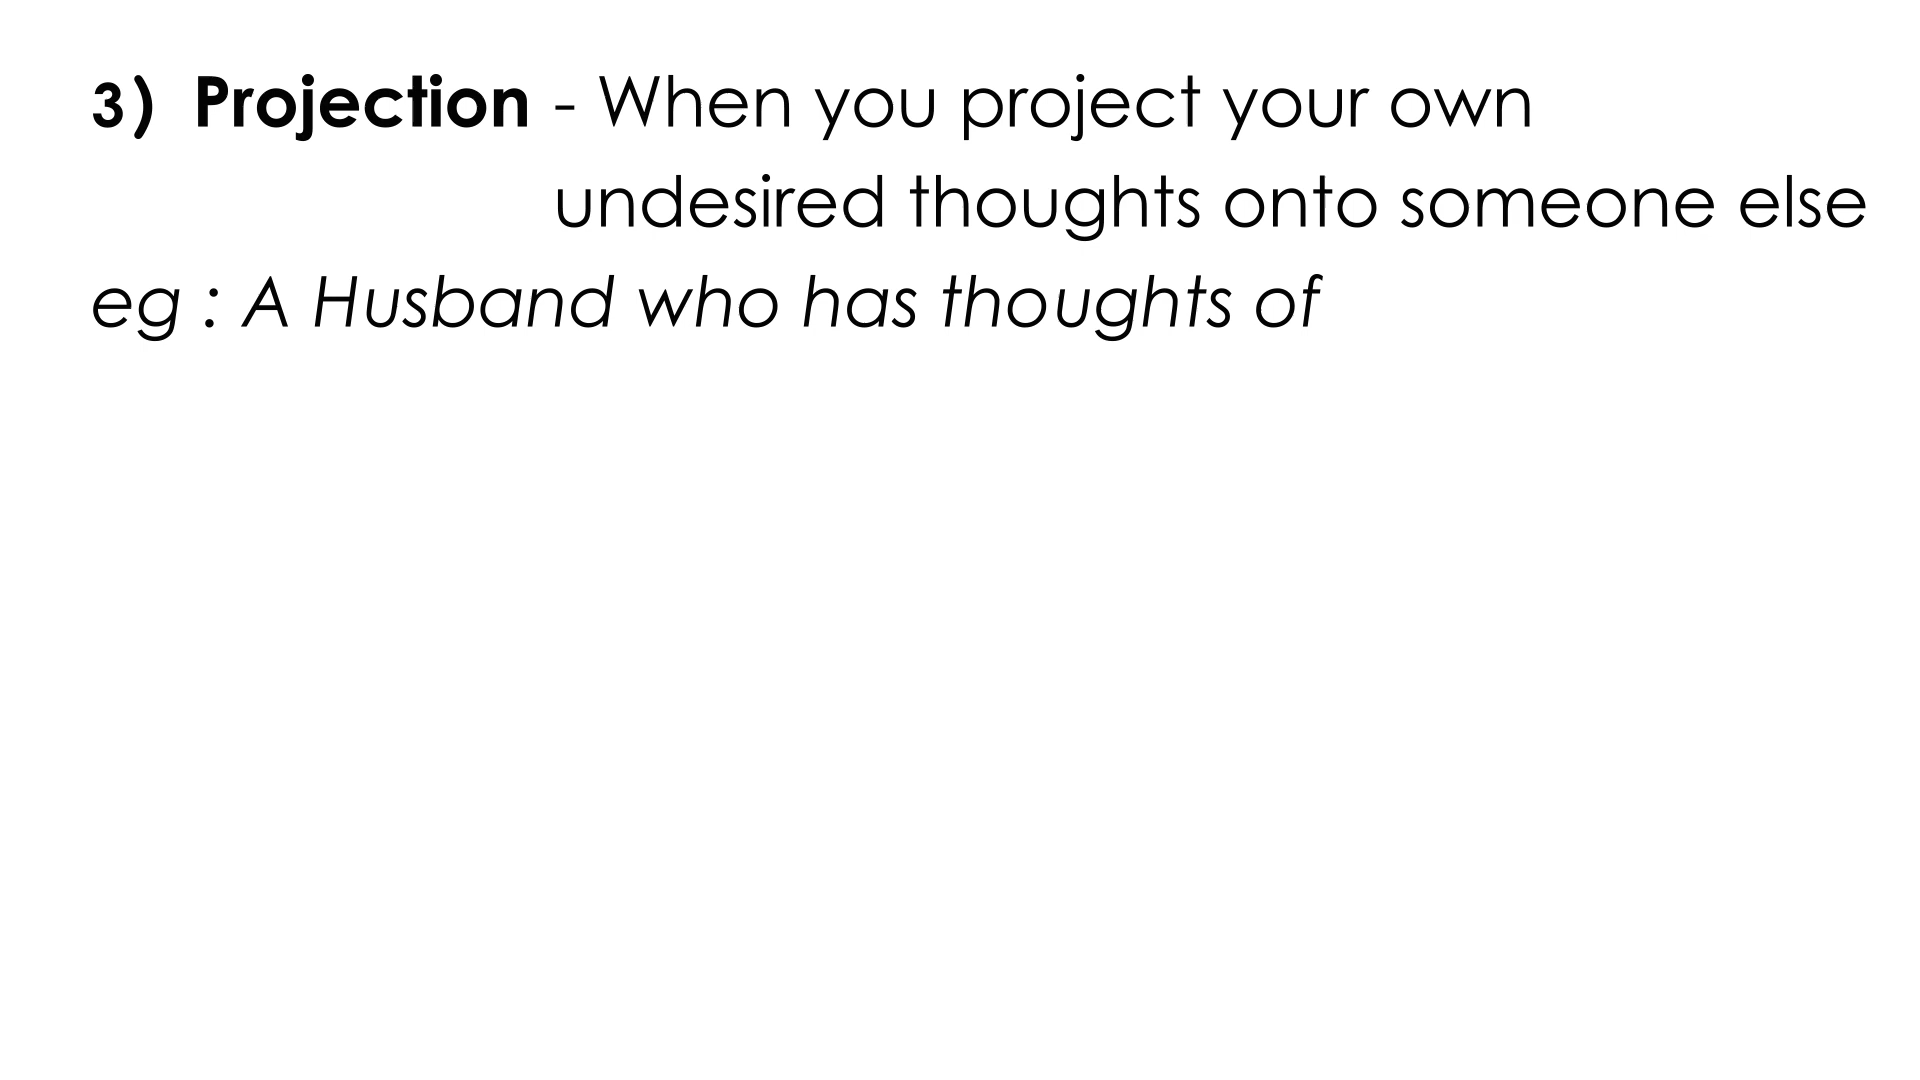 3) Projection - When you project your own
undesired thoughts onto someone else
eg : A Husband who has thoughts of